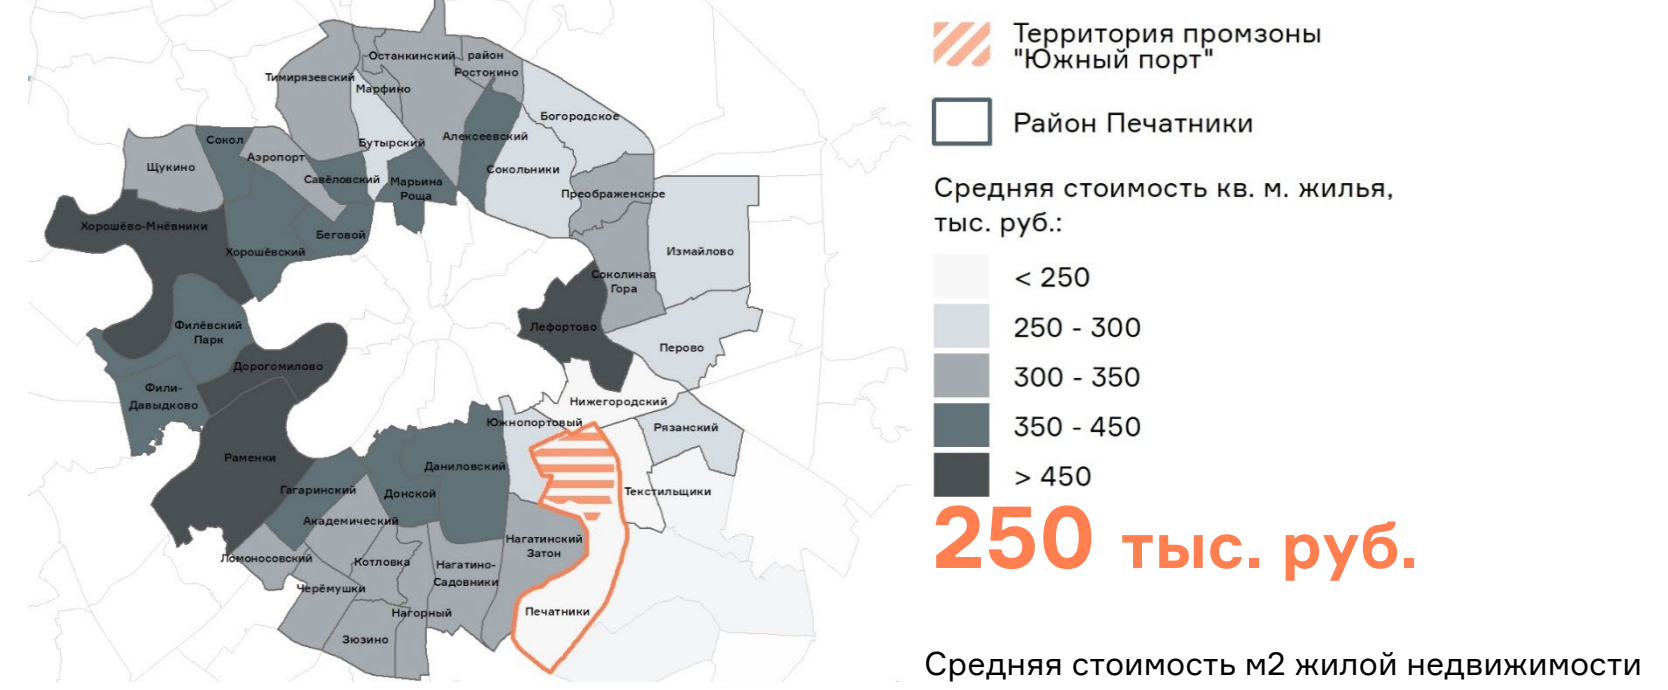 Останкинский
район
Ростокино
Тимирязевский
Марфино
Богородское
Бутырский
Алексеевский
Сокол
Аэропорт
Щукино
Савёловский
Марьина
Роща
Сокольники
Преображенское
Хорошёво-Мнёвники
Беговой
Хорошёвский
Измайлово
Соколиная
Гора
Филёвский
Парк
Лефортово
Перово
Дорогомилово
Фили-
Давыдково
Нижегородский
Южнопортовый
Рязанский
Раменки
Даниловский
Гагаринский
Донской
Текстильщики
Академический
Нагатинский
Затон
Ломоносовский
Котловка
Нагатино-
Садовники
Черёмушки
Нагорный
Печатники
Зюзино
Территория промзоны
"Южный порт"
Район Печатники
Средняя стоимость кв. м. жилья,
тыс. руб.:
< 250
250 - 300
300 - 350
350 - 450
> 450
250 тыс. руб.
Средняя стоимость м2 жилой недвижимости